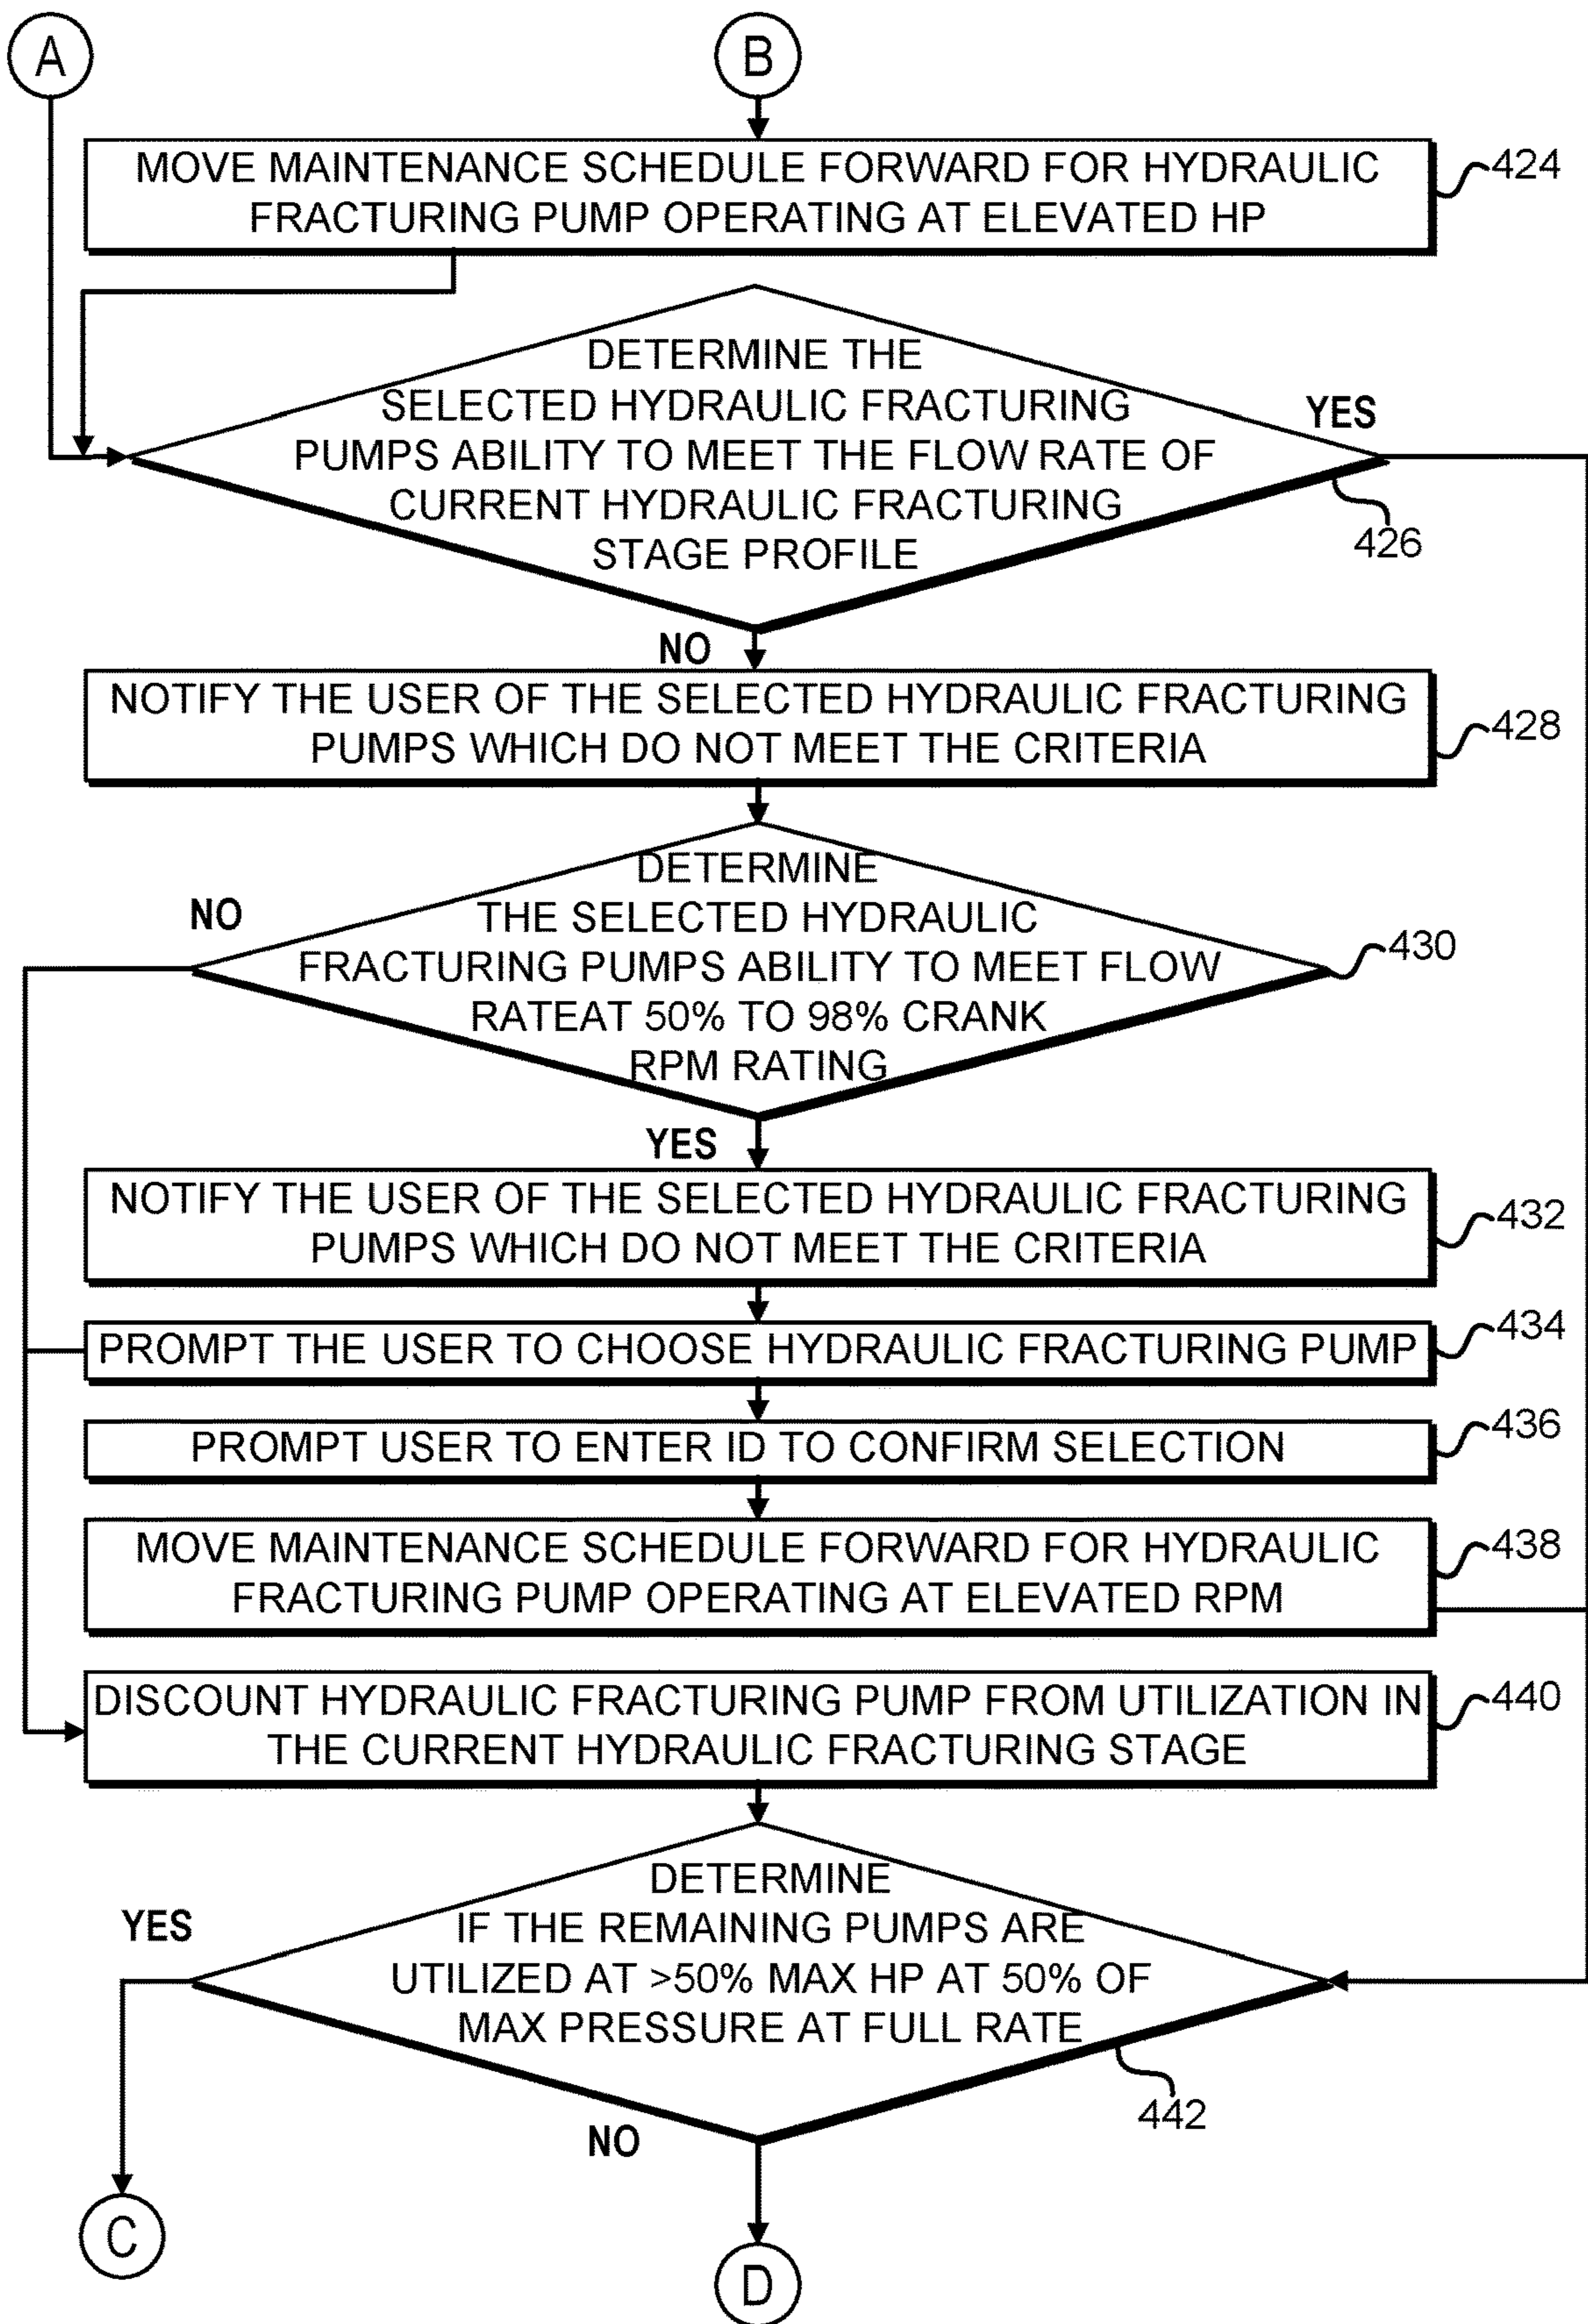 A
B
MOVE MAINTENANCE SCHEDULE FORWARD FOR HYDRAULIC
FRACTURING PUMP OPERATING AT ELEVATED HP
424
DETERMINE THE
SELECTED HYDRAULIC FRACTURING
PUMPS ABILITY TO MEET THE FLOW RATE OF
CURRENT HYDRAULIC FRACTURING
STAGE PROFILE
YES
426
NO
NOTIFY THE USER OF THE SELECTED HYDRAULIC FRACTURING
PUMPS WHICH DO NOT MEET THE CRITERIA
428
DETERMINE
THE SELECTED HYDRAULIC
FRACTURING PUMPS ABILITY TO MEET FLOW
RATEAT 50% TO 98% CRANK
RPM RATING
NO
430
YES
NOTIFY THE USER OF THE SELECTED HYDRAULIC FRACTURING
PUMPS WHICH DO NOT MEET THE CRITERIA
432
PROMPT THE USER TO CHOOSE HYDRAULIC FRACTURING PUMP
434
PROMPT USER TO ENTER ID TO CONFIRM SELECTION
436
MOVE MAINTENANCE SCHEDULE FORWARD FOR HYDRAULIC
FRACTURING PUMP OPERATING AT ELEVATED RPM
438
DISCOUNT HYDRAULIC FRACTURING PUMP FROM UTILIZATION IN
THE CURRENT HYDRAULIC FRACTURING STAGE
440
DETERMINE
IF THE REMAINING PUMPS ARE
UTILIZED AT >50% MAX HP AT 50% OF
MAX PRESSURE AT FULL RATE
YES
442
NO
C
D